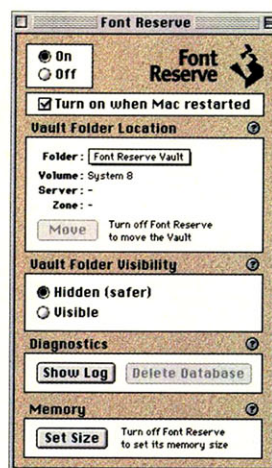 Font Reserve
On
Off
Font
Reserve
Turn on when Mac restarted
Vault Folder Location
?
Folder: Font Reserve Vault
Volume: System 8
Server: -
Zone: -
Move
Turn off Font Reserve
to move the Vault
Vault Folder Visibility
?
Hidden (safer)
Visible
Diagnostics
?
Show Log
Delete Database
Memory
?
Set Size
Turn off Font Reserve
to set its memory size